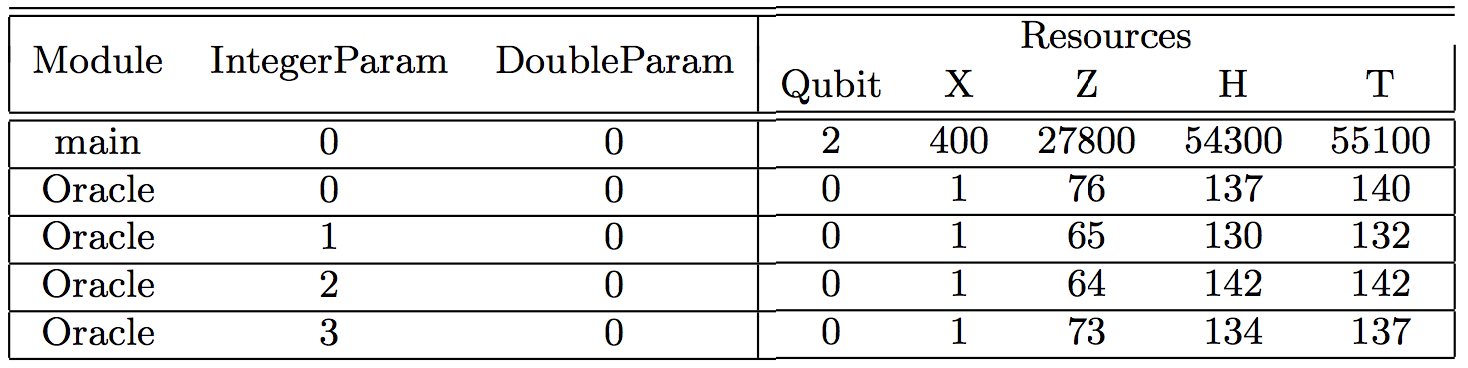 Module IntegerParam DoubleParam Resources
Qubit X Z H T
main 0 0 2 400 27800 54300 55100
Oracle 0 0 0 1 76 137 140
Oracle 1 0 0 1 65 130 132
Oracle 2 0 0 1 64 142 142
Oracle 3 0 0 1 73 134 137